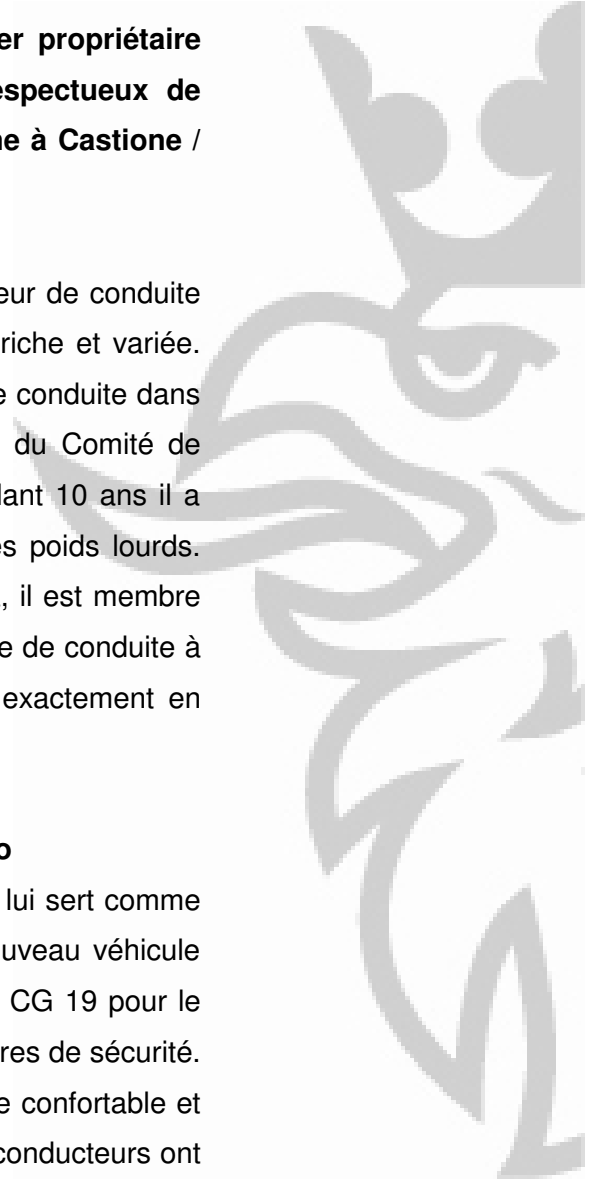 er propriétaire
espectueux de
ne à Castione /
eur de conduite
riche et variée.
e conduite dans
du Comité de
dant 10 ans il a
es poids lourds.
, il est membre
e de conduite à
exactement en
o
lui sert comme
uveau véhicule
CG 19 pour le
res de sécurité.
e confortable et
conducteurs ont